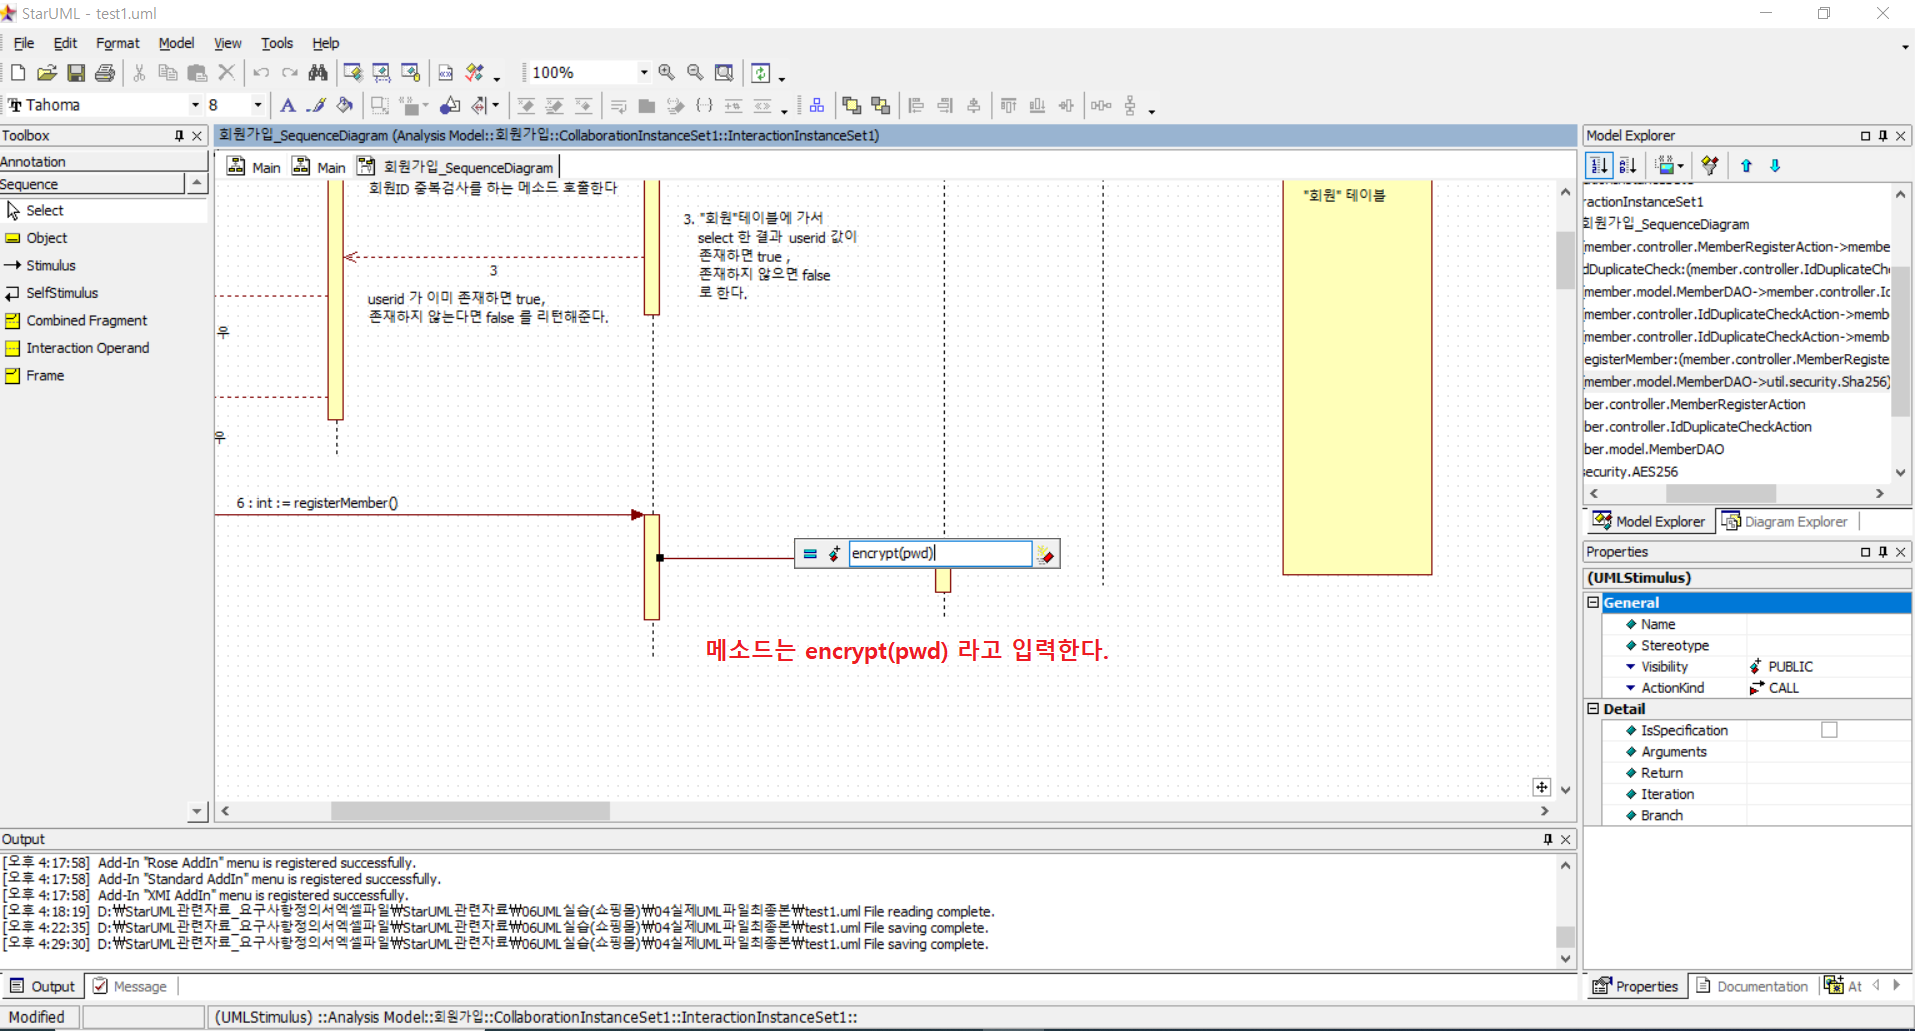 StarUML - test1.uml
File Edit Format Model View Tools Help
100%
Tahoma 8
Toolbox
Annotation
Sequence
Select
Object
Stimulus
SelfStimulus
Combined Fragment
Interaction Operand
Frame
회원가입_SequenceDiagram (Analysis Model::회원가입::CollaborationInstanceSet1::InteractionInstanceSet1)
Main Main 회원가입_SequenceDiagram
회원ID 중복검사를 하는 메소드 호출한다
3. "회원"테이블에 가서
select 한 결과 userid 값이
존재하면 true ,
존재하지 않으면 false
로 한다.
3
userid 가 이미 존재하면 true,
존재하지 않는다면 false 를 리턴해준다.
우
우
"회원" 테이블
6 : int := registerMember()
encrypt(pwd)
메소드는 encrypt(pwd) 라고 입력한다.
Model Explorer
ractionInstanceSet1
회원가입_SequenceDiagram
(member.controller.MemberRegisterAction->membe
dDuplicateCheck:(member.controller.IdDuplicateCh
(member.model.MemberDAO->member.controller.Id
(member.controller.IdDuplicateCheckAction->memb
(member.controller.IdDuplicateCheckAction->memb
egisterMember:(member.controller.MemberRegiste
(member.model.MemberDAO->util.security.Sha256)
ber.controller.MemberRegisterAction
ber.controller.IdDuplicateCheckAction
ber.model.MemberDAO
security.AES256
Model Explorer Diagram Explorer
Properties
(UMLStimulus)
General
Name
Stereotype
Visibility PUBLIC
ActionKind CALL
Detail
IsSpecification
Arguments
Return
Iteration
Branch
Output
[오후 4:17:58] Add-In "Rose AddIn" menu is registered successfully.
[오후 4:17:58] Add-In "Standard AddIn" menu is registered successfully.
[오후 4:17:58] Add-In "XMI AddIn" menu is registered successfully.
[오후 4:18:19] D:₩StarUML관련자료_요구사항정의서엑셀파일₩StarUML관련자료₩06UML실습(쇼핑몰)₩04실제UML파일최종본₩test1.uml File reading complete.
[오후 4:22:35] D:₩StarUML관련자료_요구사항정의서엑셀파일₩StarUML관련자료₩06UML실습(쇼핑몰)₩04실제UML파일최종본₩test1.uml File saving complete.
[오후 4:29:30] D:₩StarUML관련자료_요구사항정의서엑셀파일₩StarUML관련자료₩06UML실습(쇼핑몰)₩04실제UML파일최종본₩test1.uml File saving complete.
Output Message
Properties Documentation At
Modified (UMLStimulus) ::Analysis Model::회원가입::CollaborationInstanceSet1::InteractionInstanceSet1::